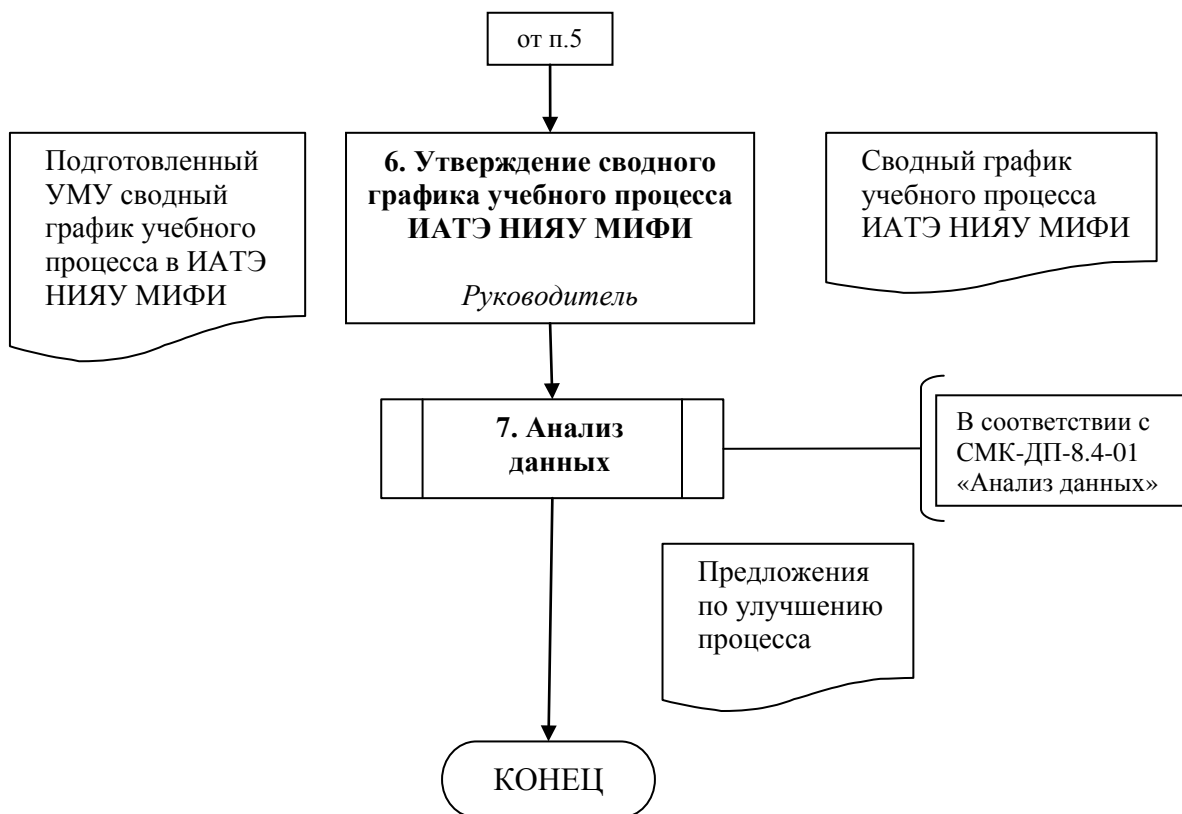 от п.5
Подготовленный
УМУ сводный
график учебного
процесса в ИАТЭ
НИЯУ МИФИ
6. Утверждение сводного
графика учебного процесса
ИАТЭ НИЯУ МИФИ
Руководитель
Сводный график
учебного процесса
ИАТЭ НИЯУ МИФИ
7. Анализ
данных
В соответствии с
СМК-ДП-8.4-01
«Анализ данных»
Предложения
по улучшению
процесса
КОНЕЦ